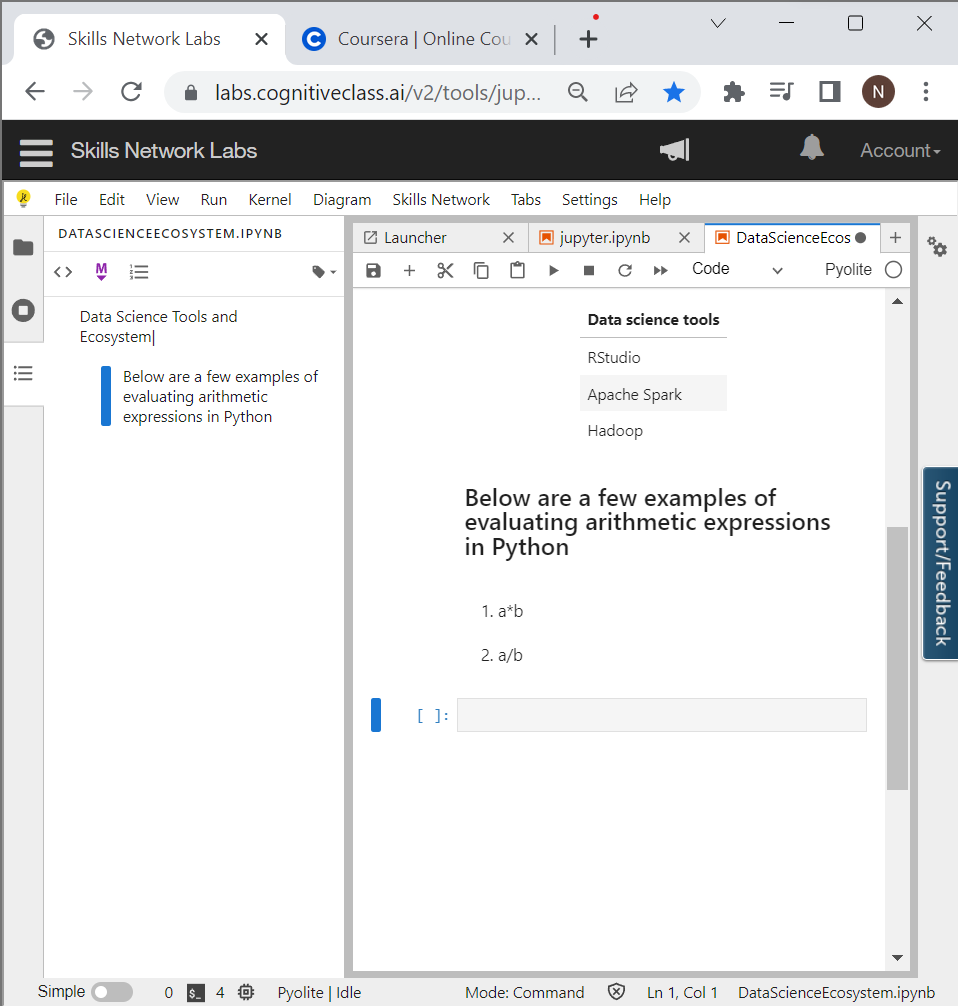 Skills Network Labs
Coursera | Online Cou
labs.cognitiveclass.ai/v2/tools/jup...
N
Skills Network Labs
Account
File Edit View Run Kernel Diagram Skills Network Tabs Settings Help
DATASCIENCEECOSYSTEM.IPYNB
M
Data Science Tools and
Ecosystem|
Below are a few examples of
evaluating arithmetic
expressions in Python
Launcher
jupyter.ipynb
DataScienceEcos
Code
Pyolite
Data science tools
RStudio
Apache Spark
Hadoop
Below are a few examples of
evaluating arithmetic expressions
in Python
1. a*b
2. a/b
[ ]:
Support/Feedback
Simple 0 $_ 4 Pyolite | Idle Mode: Command Ln 1, Col 1 DataScienceEcosystem.ipynb